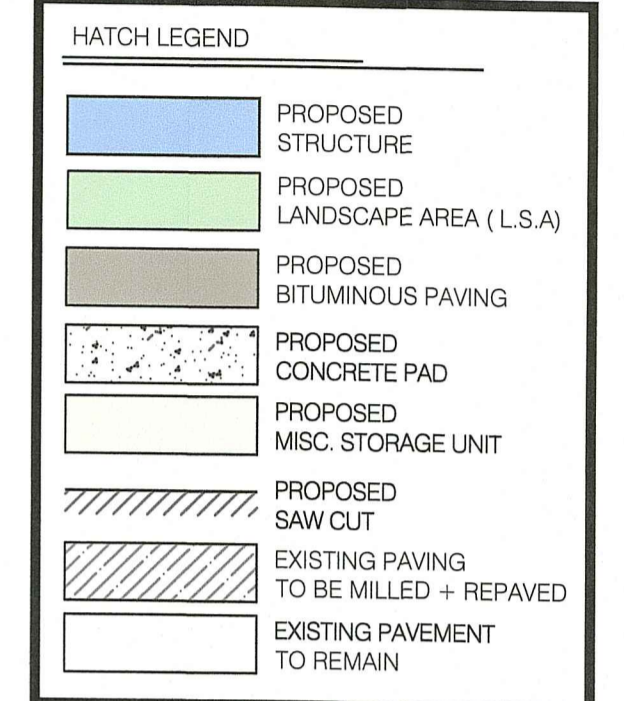 HATCH LEGEND
PROPOSED
STRUCTURE
PROPOSED
LANDSCAPE AREA ( L.S.A)
PROPOSED
BITUMINOUS PAVING
PROPOSED
CONCRETE PAD
PROPOSED
MISC. STORAGE UNIT
PROPOSED
SAW CUT
EXISTING PAVING
TO BE MILLED + REPAVED
EXISTING PAVEMENT
TO REMAIN